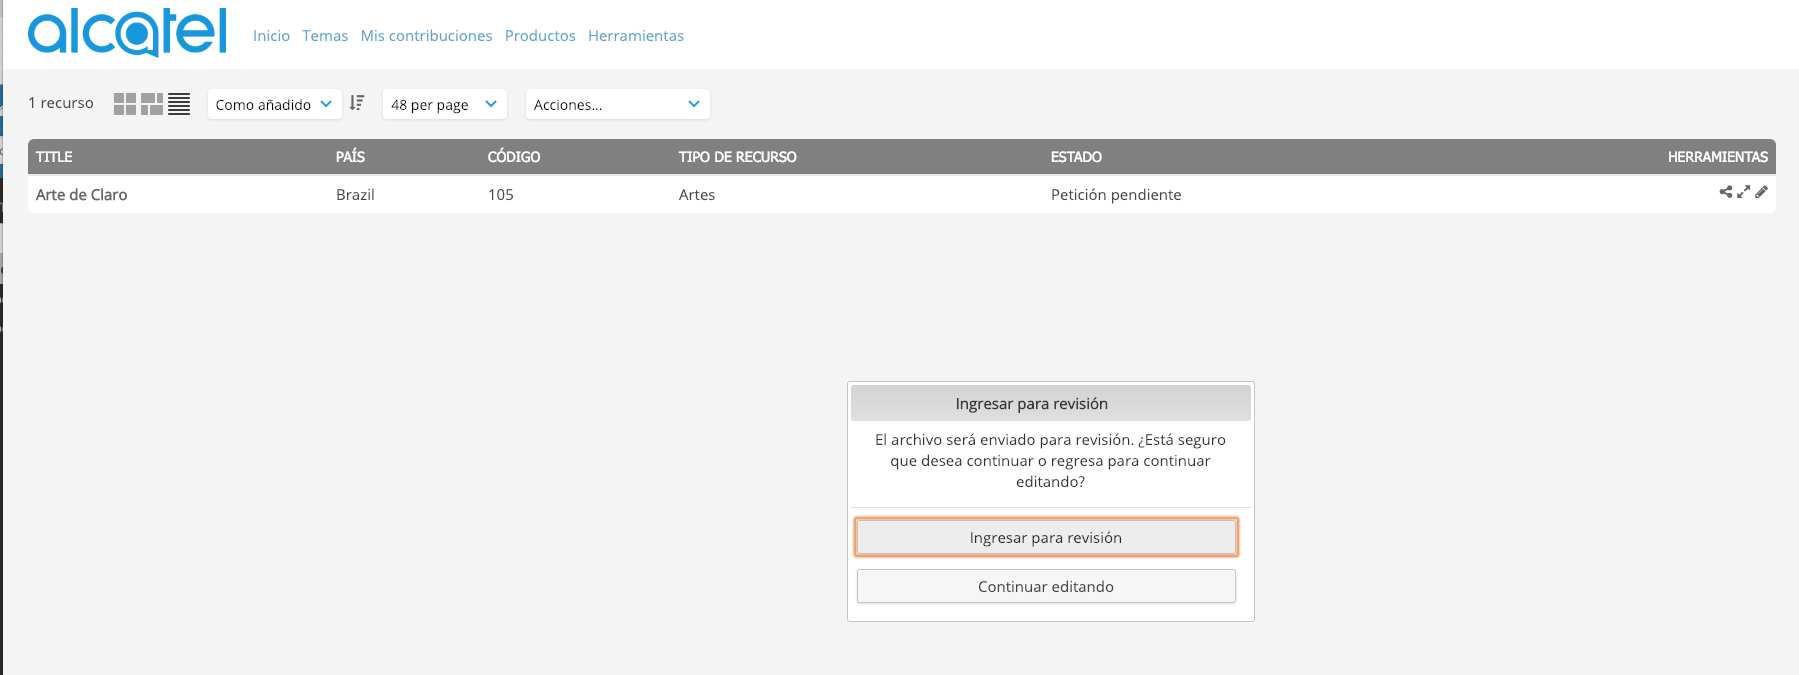 alcatel
Inicio Temas Mis contribuciones Productos Herramientas
1 recurso Como añadido 48 per page Acciones...
TITLE PAÍS CÓDIGO TIPO DE RECURSO ESTADO HERRAMIENTAS
Arte de Claro Brazil 105 Artes Petición pendiente
Ingresar para revisión
El archivo será enviado para revisión. ¿Está seguro
que desea continuar o regresa para continuar
editando?
Ingresar para revisión
Continuar editando